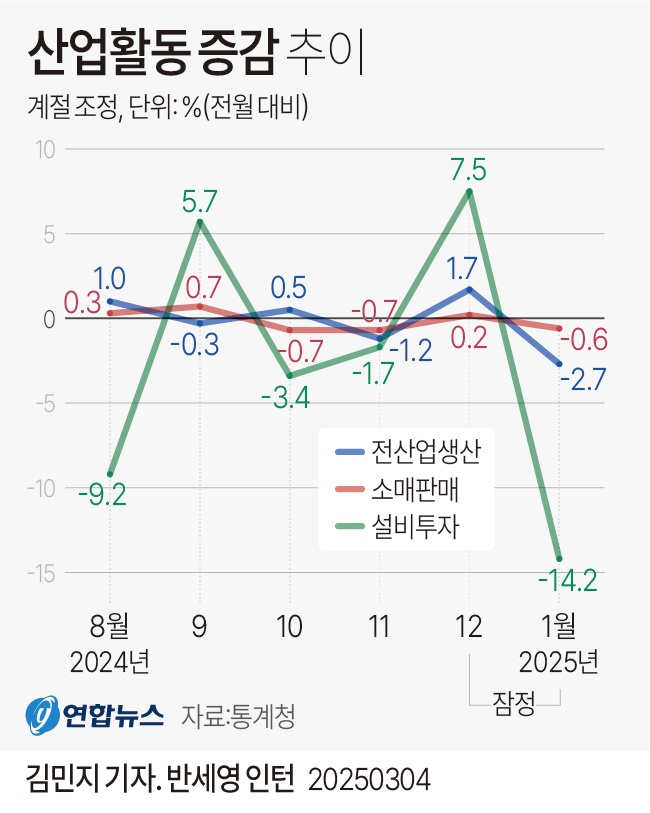 산업활동 증감 추이
계절 조정, 단위: %(전월 대비)
10
5
0
-5
-10
-15
0.3
1.0
5.7
0.7
-0.3
0.5
-0.7
-3.4
-0.7
-1.2
-1.7
7.5
1.7
0.2
-0.6
-2.7
-9.2
-14.2
전산업생산
소매판매
설비투자
8월 9 10 11 12 1월
2024년 2025년
잠정
연합뉴스 자료:통계청
김민지 기자. 반세영 인턴 20250304